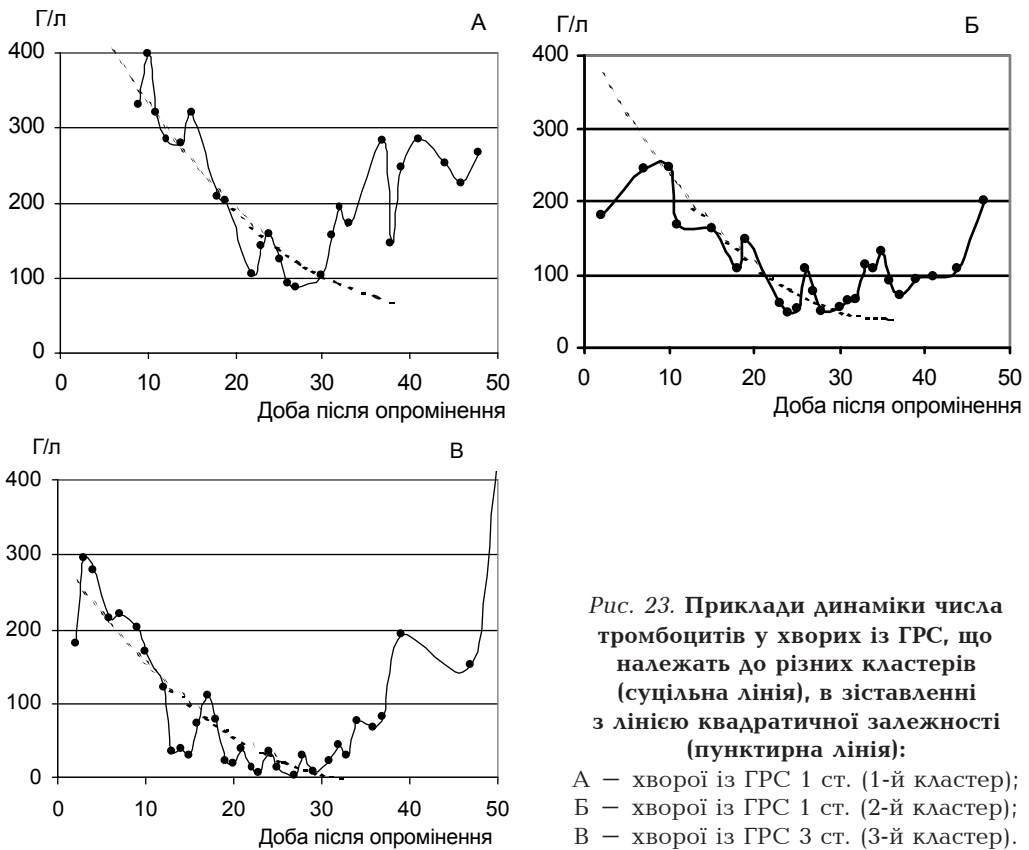 Г/л
А
400
300
200
100
0
0 10 20 30 40 50
Доба після опромінення
Г/л
Б
400
300
200
100
0
0 10 20 30 40 50
Доба після опромінення
Г/л
В
400
300
200
100
0
0 10 20 30 40 50
Доба після опромінення
Рис. 23. Приклади динаміки числа
тромбоцитів у хворих із ГРС, що
належать до різних кластерів
(суцільна лінія), в зіставленні
з лінією квадратичної залежності
(пунктирна лінія):
А – хворої із ГРС 1 ст. (1-й кластер);
Б – хворої із ГРС 1 ст. (2-й кластер);
В – хворої із ГРС 3 ст. (3-й кластер).